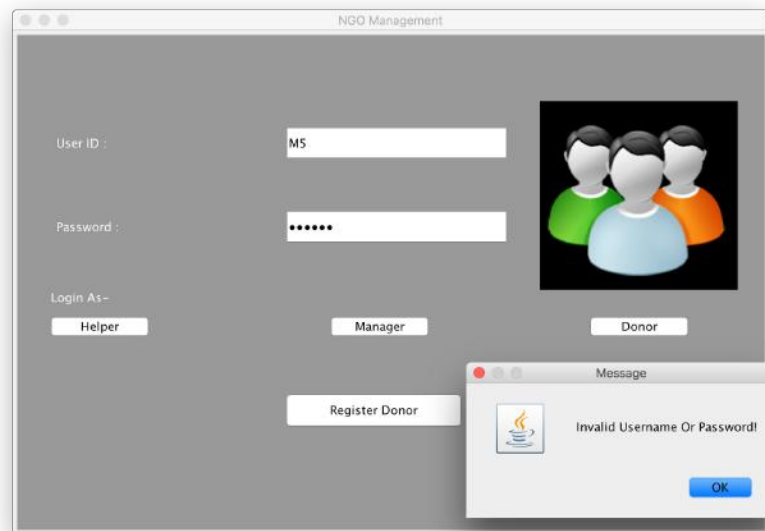 NGO Management
User ID :
M5
Password :
••••••
Login As-
Helper
Manager
Donor
Register Donor
Message
Invalid Username Or Password!
OK